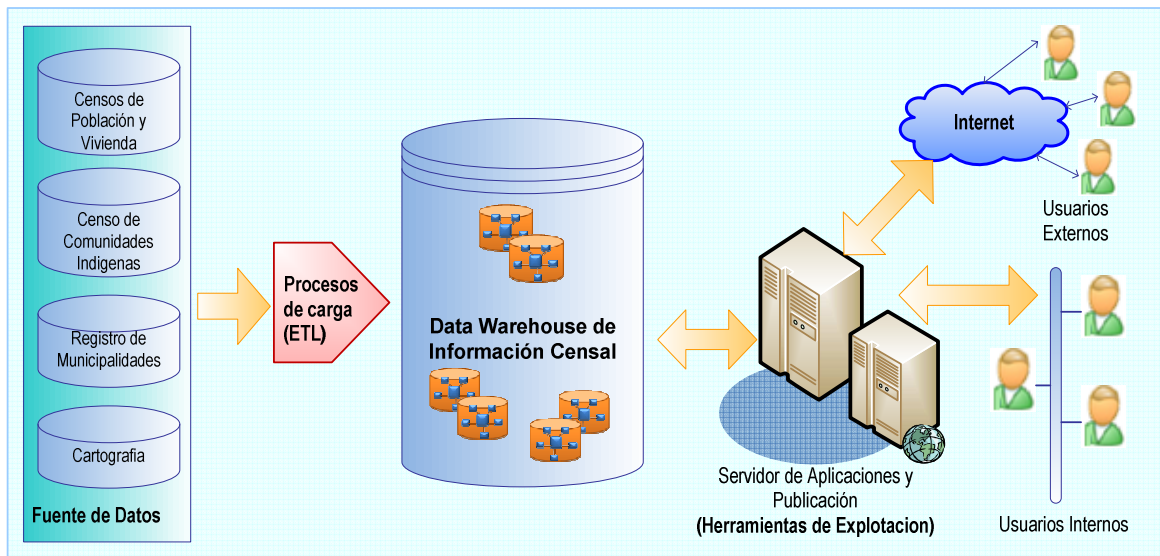 Censos de
Población y
Vivienda
Censo de
Comunidades
Indigenas
Registro de
Municipalidades
Cartografia
Fuente de Datos
Procesos
de carga
(ETL)
Data Warehouse de
Información Censal
Servidor de Aplicaciones y
Publicación
(Herramientas de Explotacion)
Internet
Usuarios
Externos
Usuarios Internos